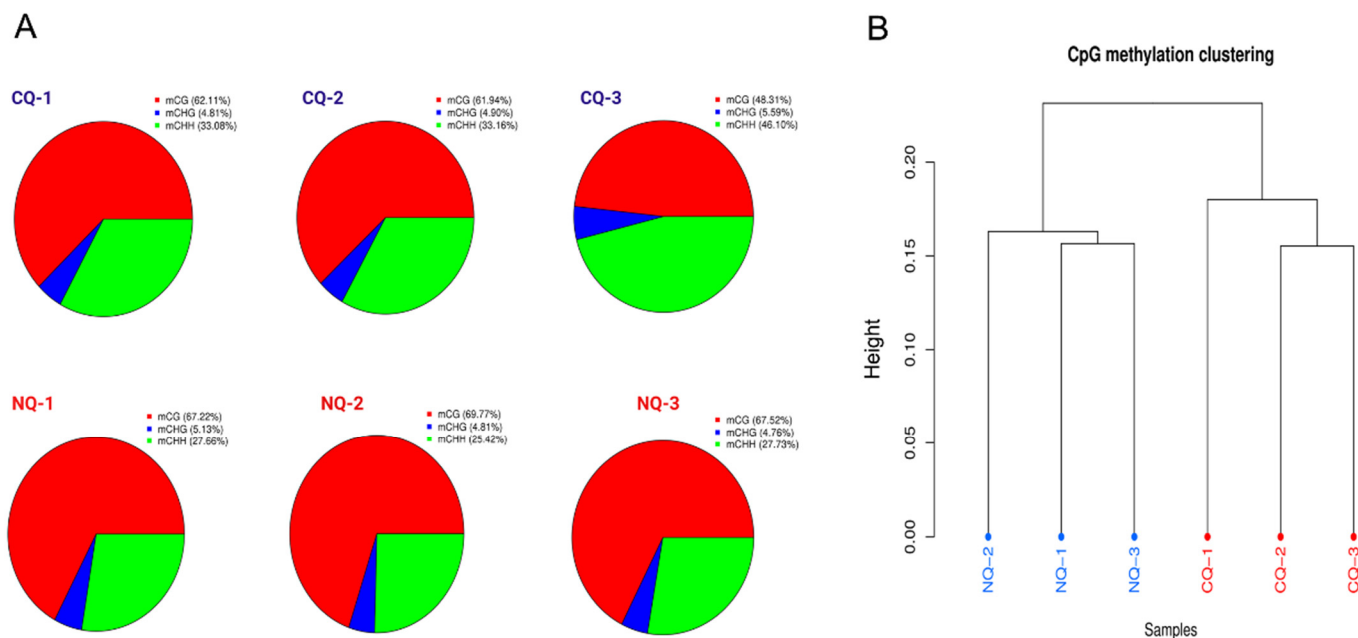 A
CQ-1
mCG (62.11%)
mCHG (4.81%)
mCHH (33.08%)
CQ-2
mCG (61.94%)
mCHG (4.90%)
mCHH (33.16%)
CQ-3
mCG (48.31%)
mCHG (5.59%)
mCHH (46.10%)
NQ-1
mCG (67.22%)
mCHG (5.13%)
mCHH (27.66%)
NQ-2
mCG (69.77%)
mCHG (4.81%)
mCHH (25.42%)
NQ-3
mCG (67.52%)
mCHG (4.76%)
mCHH (27.73%)
B
CpG methylation clustering
Height
0.20
0.15
0.10
0.05
0.00
NQ-2
NQ-1
NQ-3
CQ-1
CQ-2
CQ-3
Samples